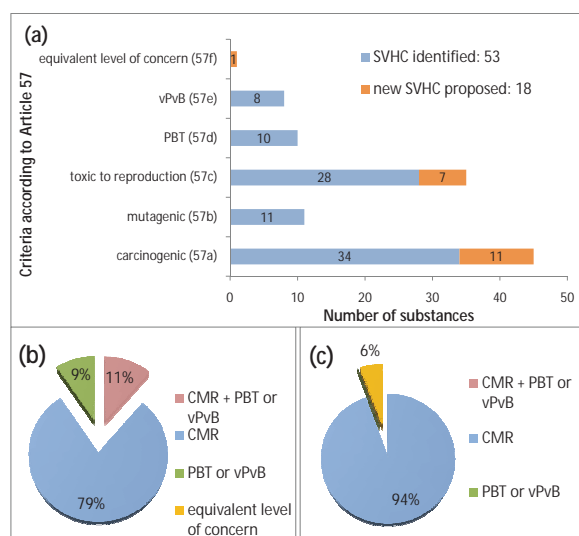 (a)
Criteria according to Article 57
equivalent level of concern (57f)
1
vPvB (57e)
8
PBT (57d)
10
toxic to reproduction (57c)
28
7
mutagenic (57b)
11
carcinogenic (57a)
34
11
SVHC identified: 53
new SVHC proposed: 18
0
10
20
30
40
50
Number of substances
(b)
9%
11%
79%
CMR + PBT or
vPvB
CMR
PBT or vPvB
equivalent level
of concern
(c)
6%
94%
CMR + PBT or
vPvB
CMR
PBT or vPvB